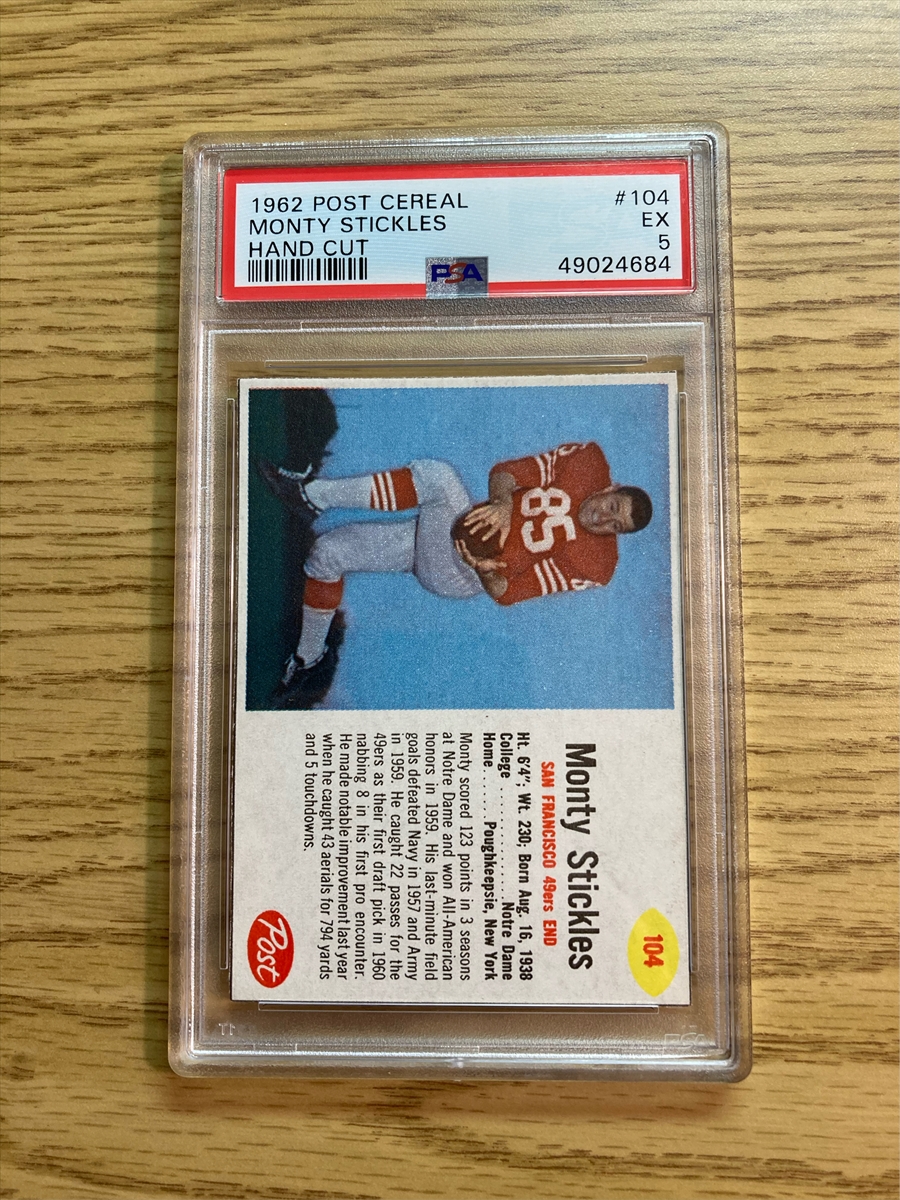 1962 POST CEREAL #104
MONTY STICKLES EX
HAND CUT 5
PSA 49024684
85
104
Monty Stickles
SAN FRANCISCO 49ers END
Ht. 6'4"; Wt. 230; Born Aug. 16, 1938
College .......... Notre Dame
Home..... Poughkeepsie, New York
Monty scored 123 points in 3 seasons
at Notre Dame and won All-American
honors in 1959. His last-minute field
goals defeated Navy in 1957 and Army
in 1959. He caught 22 passes for the
49ers as their first draft pick in 1960
nabbing 8 in his first pro encounter.
He made notable improvement last year
when he caught 43 aerials for 794 yards
and 5 touchdowns.
Post
PSA